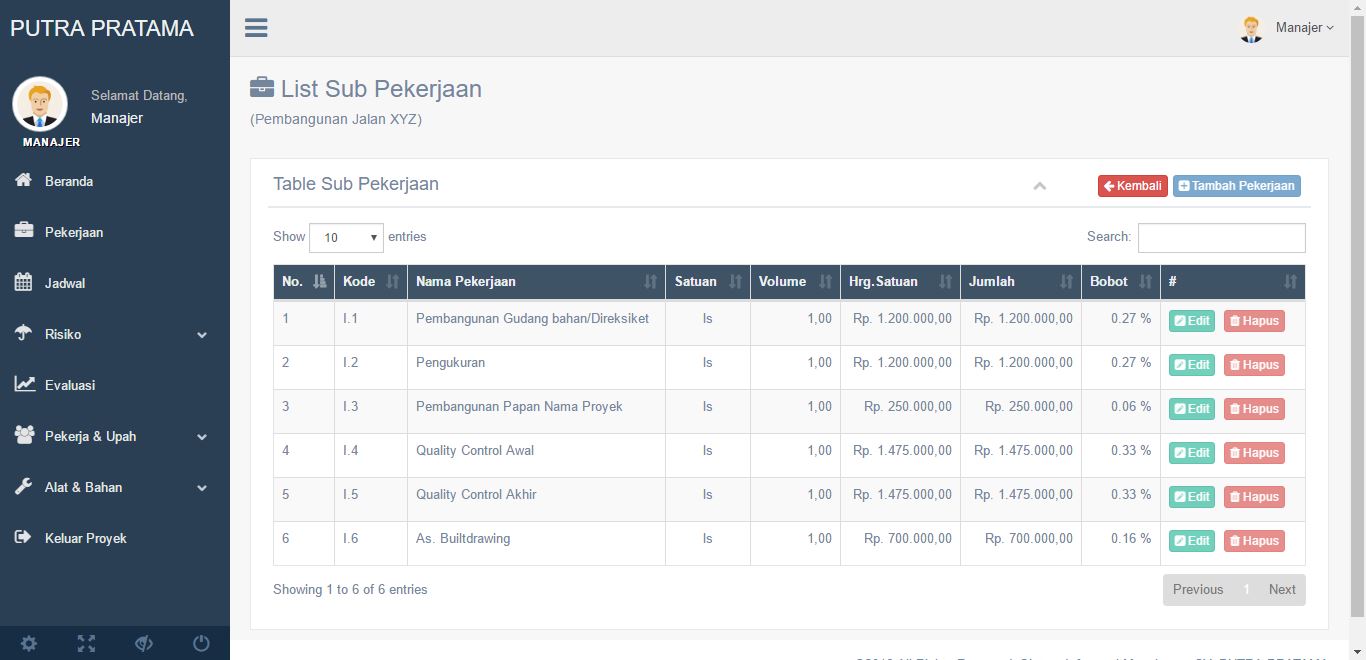 PUTRA PRATAMA
Manajer
Selamat Datang,
Manajer
MANAJER
Beranda
Pekerjaan
Jadwal
Risiko
Evaluasi
Pekerja & Upah
Alat & Bahan
Keluar Proyek
List Sub Pekerjaan
(Pembangunan Jalan XYZ)
Table Sub Pekerjaan Kembali Tambah Pekerjaan
Show 10 entries Search:
No. Kode Nama Pekerjaan Satuan Volume Hrg.Satuan Jumlah Bobot #
1 I.1 Pembangunan Gudang bahan/Direksiket ls 1,00 Rp. 1.200.000,00 Rp. 1.200.000,00 0.27 % Edit Hapus
2 I.2 Pengukuran ls 1,00 Rp. 1.200.000,00 Rp. 1.200.000,00 0.27 % Edit Hapus
3 I.3 Pembangunan Papan Nama Proyek ls 1,00 Rp. 250.000,00 Rp. 250.000,00 0.06 % Edit Hapus
4 I.4 Quality Control Awal ls 1,00 Rp. 1.475.000,00 Rp. 1.475.000,00 0.33 % Edit Hapus
5 I.5 Quality Control Akhir ls 1,00 Rp. 1.475.000,00 Rp. 1.475.000,00 0.33 % Edit Hapus
6 I.6 As. Builtdrawing ls 1,00 Rp. 700.000,00 Rp. 700.000,00 0.16 % Edit Hapus
Showing 1 to 6 of 6 entries Previous 1 Next